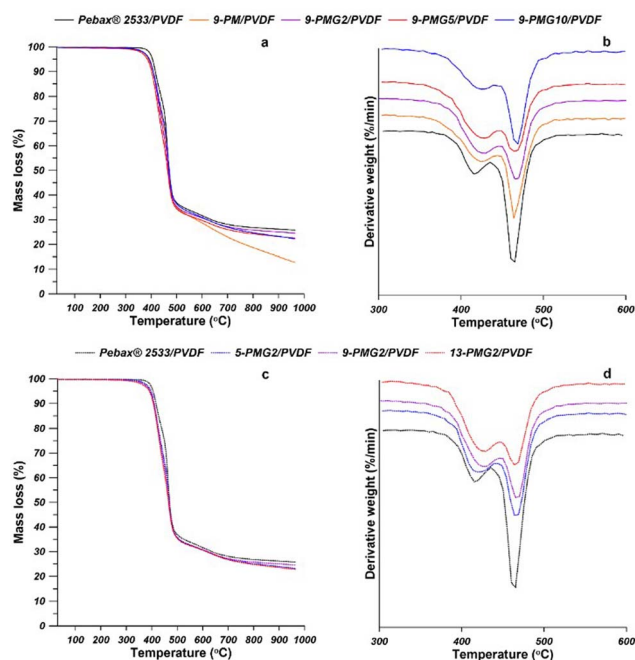 Pebax® 2533/PVDF 9-PM/PVDF 9-PMG2/PVDF 9-PMG5/PVDF 9-PMG10/PVDF
a
b
Mass loss (%)
100
90
80
70
60
50
40
30
20
10
0
100 200 300 400 500 600 700 800 900 1000
Temperature (°C)
Derivative weight (%/min)
300 400 500 600
Temperature (°C)
Pebax® 2533/PVDF 5-PMG2/PVDF 9-PMG2/PVDF 13-PMG2/PVDF
c
d
Mass loss (%)
100
90
80
70
60
50
40
30
20
10
0
100 200 300 400 500 600 700 800 900 1000
Temperature (°C)
Derivative weight (%/min)
300 400 500 600
Temperature (°C)